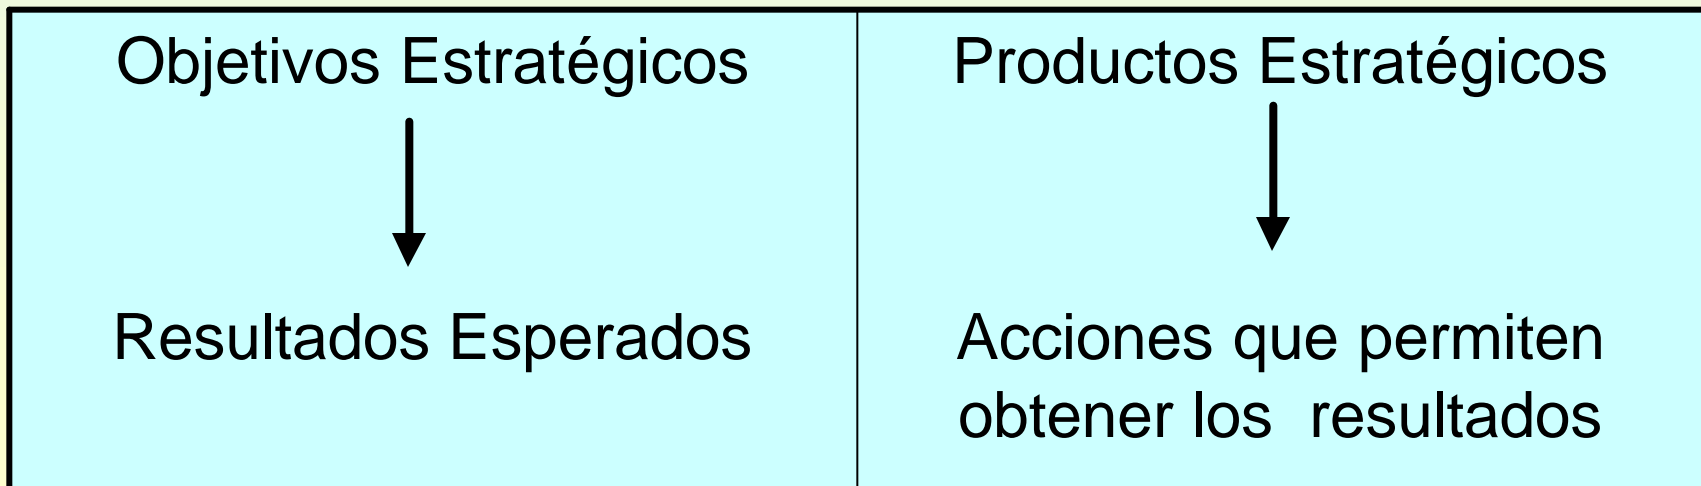 Objetivos Estratégicos
Resultados Esperados
Productos Estratégicos
Acciones que permiten
obtener los  resultados